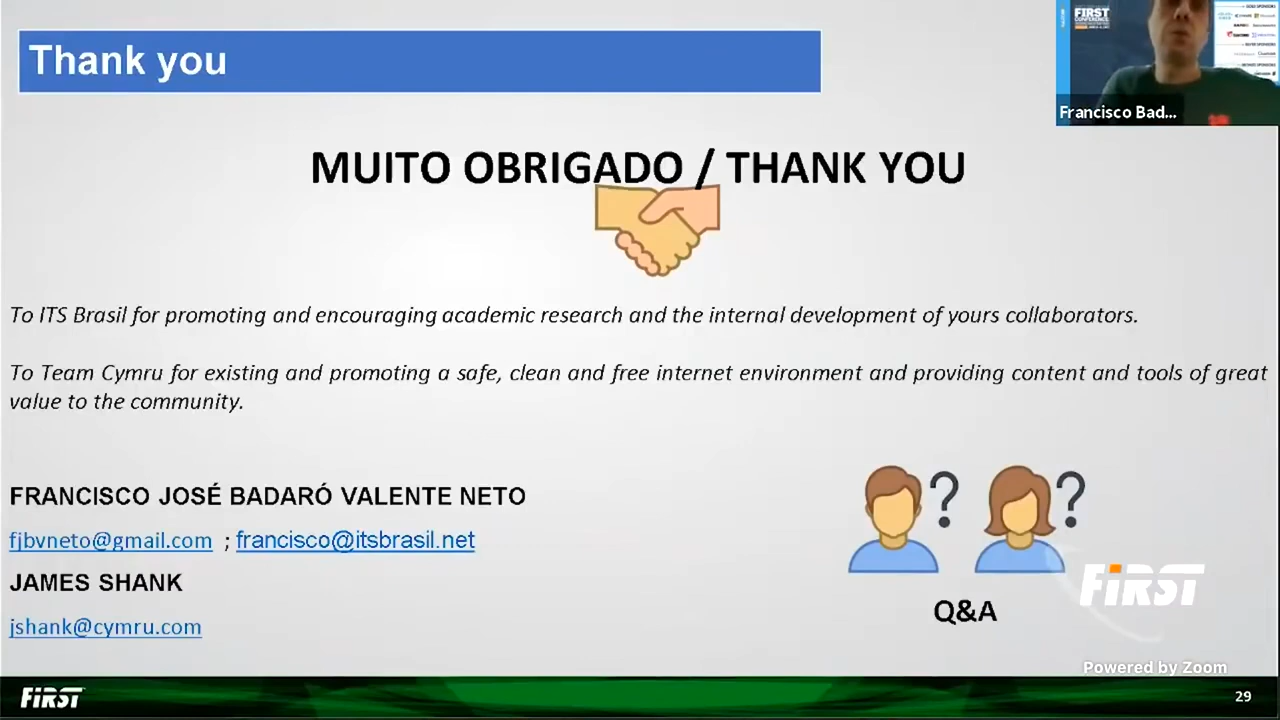 Thank you
FIRST
CONFERENCE
Francisco Bad...
MUITO OBRIGADO / THANK YOU
To ITS Brasil for promoting and encouraging academic research and the internal development of yours collaborators.
To Team Cymru for existing and promoting a safe, clean and free internet environment and providing content and tools of great
value to the community.
FRANCISCO JOSÉ BADARÓ VALENTE NETO
fjbvneto@gmail.com ; francisco@itsbrasil.net
JAMES SHANK
jshank@cymru.com
? ?
Q&A
FiRST
Powered by Zoom
FiRST
29